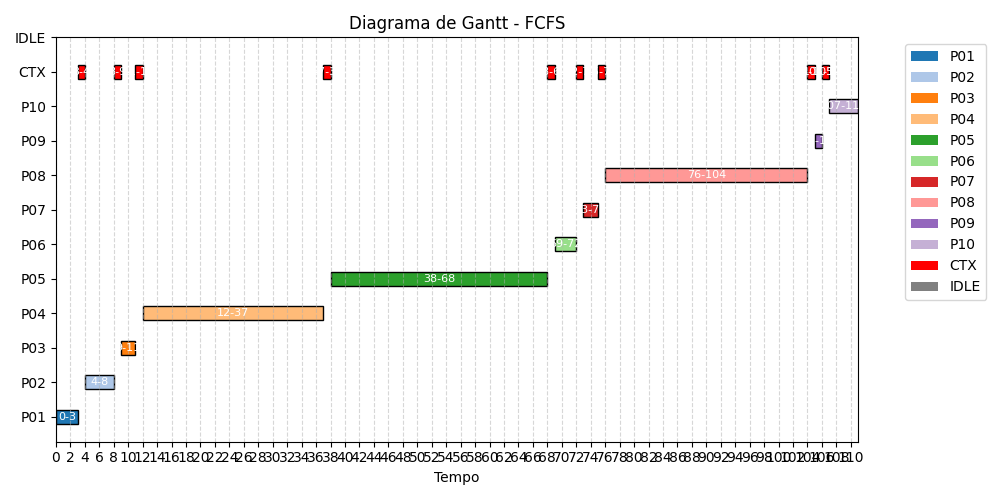 Diagrama de Gantt - FCFS
IDLE
CTX
P10
P09
P08
P07
P06
P05
P04
P03
P02
P01
76-104
38-68
12-37
4-8
0-3
0 2 4 6 8 10 12 14 16 18 20 22 24 26 28 30 32 34 36 38 40 42 44 46 48 50 52 54 56 58 60 62 64 66 68 70 72 74 76 78 80 82 84 86 88 90 92 94 96 98 100 102 104 106 108 110
Tempo
P01
P02
P03
P04
P05
P06
P07
P08
P09
P10
CTX
IDLE